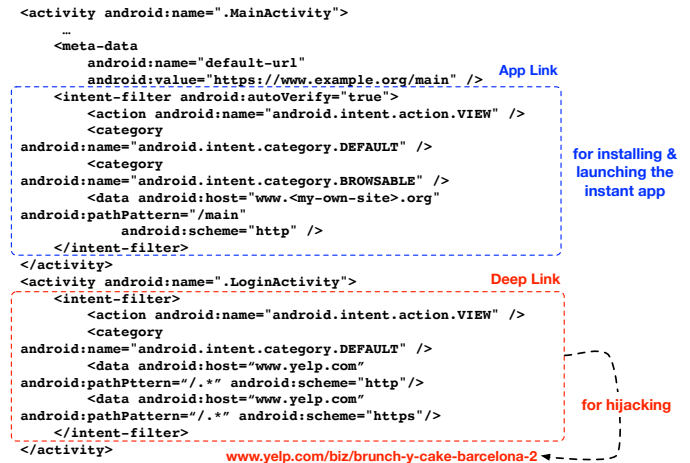 <activity android:name=".MainActivity">
…
<meta-data
android:name="default-url"
android:value="https://www.example.org/main" />
App Link
<intent-filter android:autoVerify="true">
<action android:name="android.intent.action.VIEW" />
<category
android:name="android.intent.category.DEFAULT" />
<category
android:name="android.intent.category.BROWSABLE" />
<data android:host="www.<my-own-site>.org"
android:pathPattern="/main"
android:scheme="http" />
</intent-filter>
for installing &
launching the
instant app
</activity>
<activity android:name=".LoginActivity">
Deep Link
<intent-filter>
<action android:name="android.intent.action.VIEW" />
<category
android:name="android.intent.category.DEFAULT" />
<data android:host=“www.yelp.com”
android:pathPttern=“/.*” android:scheme="http"/>
<data android:host=“www.yelp.com”
android:pathPattern=“/.*” android:scheme="https"/>
</intent-filter>
for hijacking
</activity>
www.yelp.com/biz/brunch-y-cake-barcelona-2